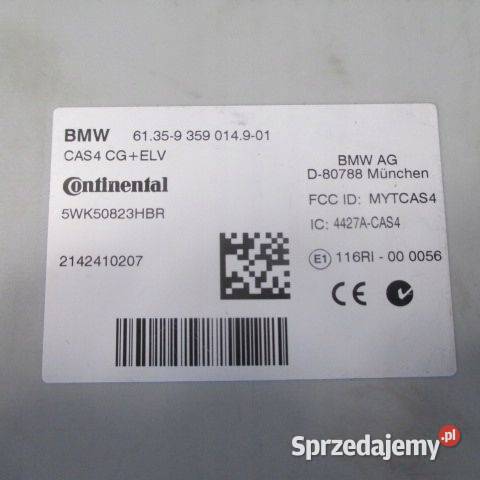 BMW 61.35-9 359 014.9-01
CAS4 CG+ELV
BMW AG
D-80788 München
Continental
FCC ID: MYTCAS4
5WK50823HBR
IC: 4427A-CAS4
2142410207
E1 116RI - 00 0056
CE
Sprzedajemy.pl